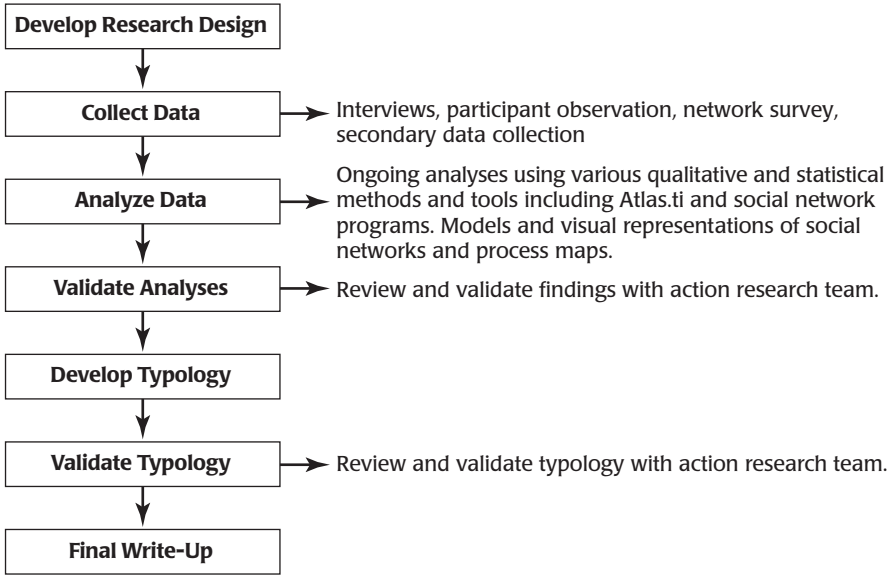 Develop Research Design
Collect Data
Interviews, participant observation, network survey,
secondary data collection
Analyze Data
Ongoing analyses using various qualitative and statistical
methods and tools including Atlas.ti and social network
programs. Models and visual representations of social
networks and process maps.
Validate Analyses
Review and validate findings with action research team.
Develop Typology
Validate Typology
Review and validate typology with action research team.
Final Write-Up